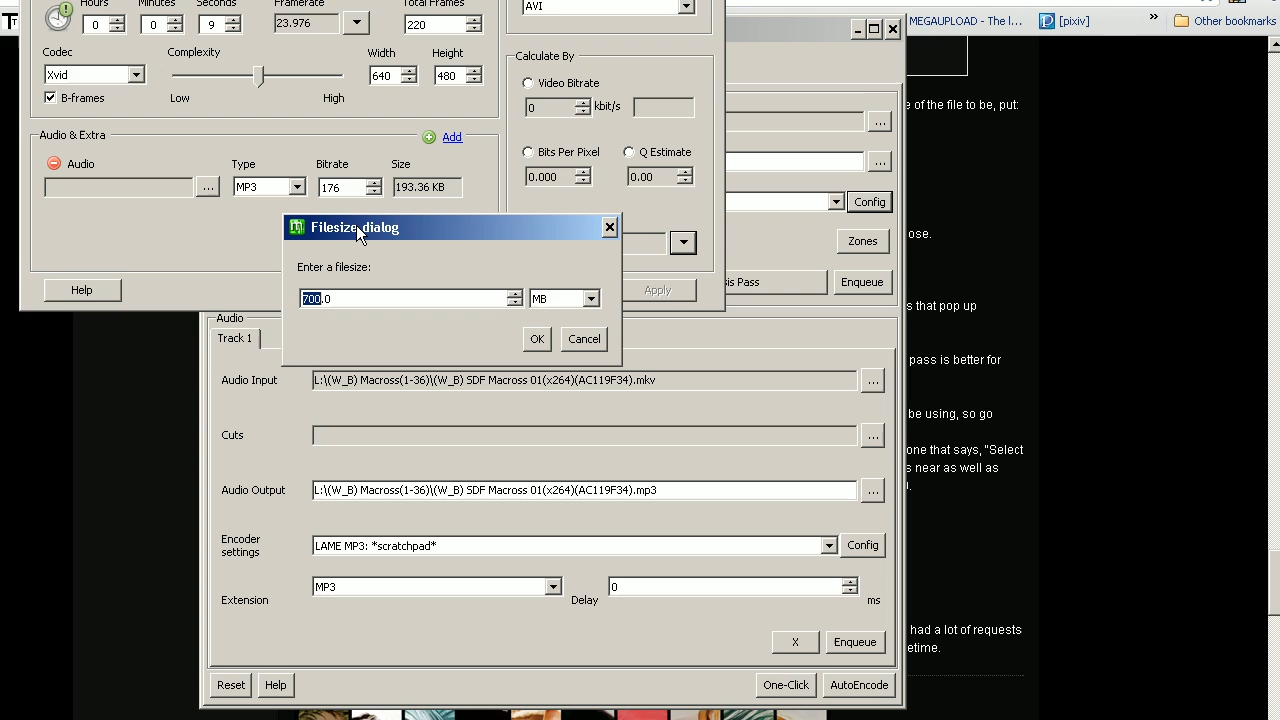 Hours Minutes Seconds Framerate Total Frames
0 0 9 23.976 220
AVI
MEGAUPLOAD - The l... [pixiv] » Other bookmarks
Codec Complexity Width Height
Xvid 640 480
B-frames Low High
Calculate By
Video Bitrate
0 kbit/s
Bits Per Pixel Q Estimate
0.000 0.00
Audio & Extra Add
Audio Type Bitrate Size
... MP3 176 193.36 KB
Help Apply
Filesize dialog
Enter a filesize:
700.0 MB
OK Cancel
...
...
Config
Zones
is Pass Enqueue
Audio
Track 1
Audio Input L:\(W_B) Macross(1-36)\(W_B) SDF Macross 01(x264)(AC119F34).mkv ...
Cuts ...
Audio Output L:\(W_B) Macross(1-36)\(W_B) SDF Macross 01(x264)(AC119F34).mp3 ...
Encoder settings LAME MP3: *scratchpad* Config
Extension MP3 Delay 0 ms
X Enqueue
Reset Help One-Click AutoEncode
e of the file to be, put:
ose.
s that pop up
pass is better for
be using, so go
one that says, "Select
s near as well as
had a lot of requests
etime.